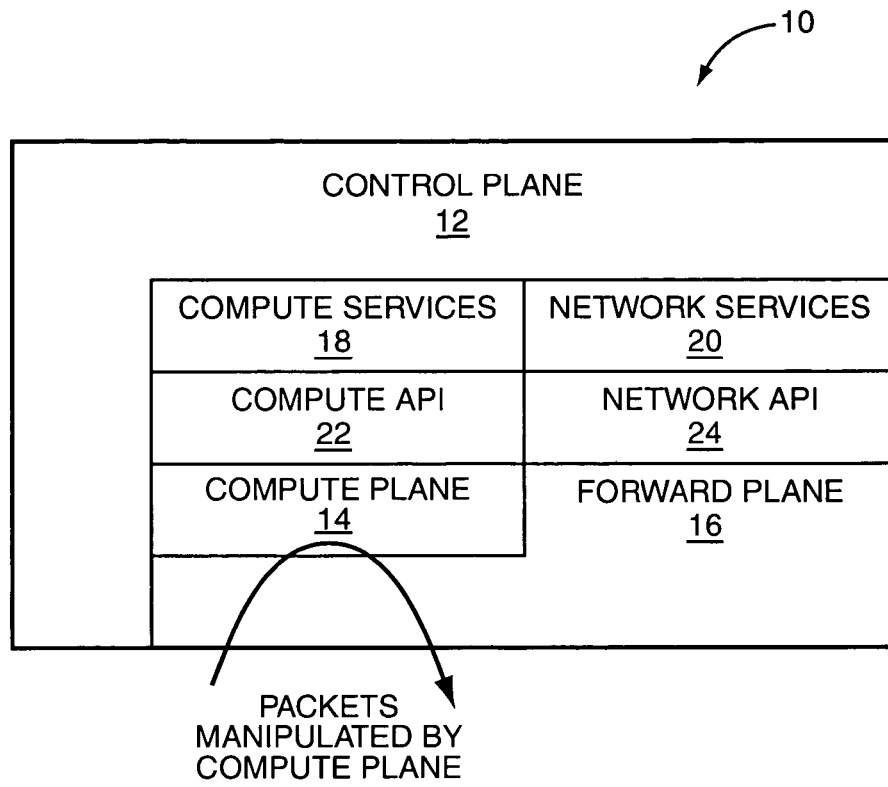 10
CONTROL PLANE
12
COMPUTE SERVICES
18
NETWORK SERVICES
20
COMPUTE API
22
NETWORK API
24
COMPUTE PLANE
14
FORWARD PLANE
16
PACKETS
MANIPULATED BY
COMPUTE PLANE